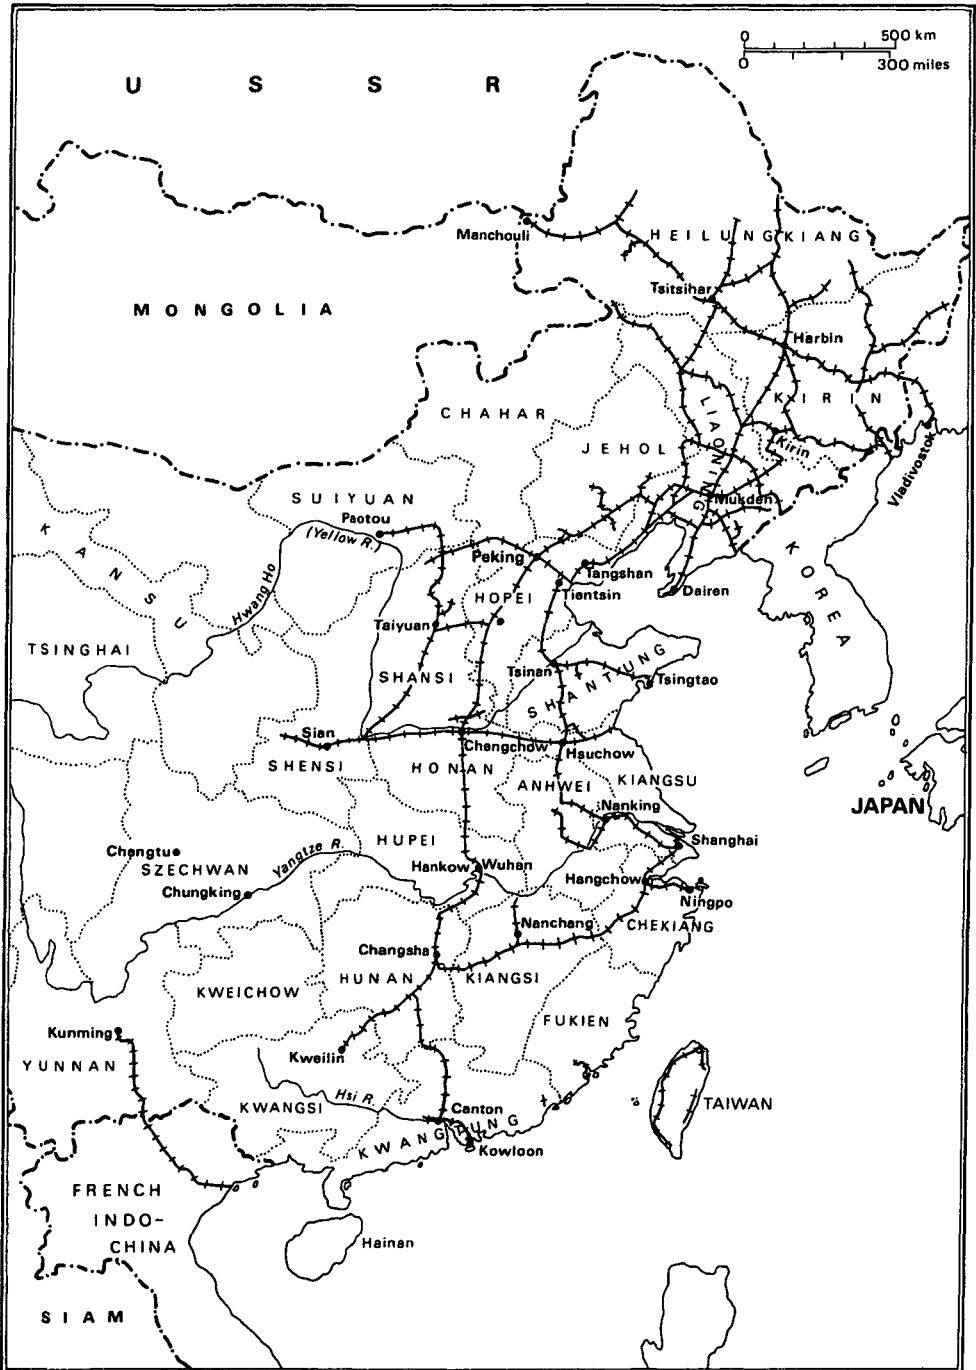 0 500 km
0 300 miles
U S S R
Manchouli
HEILUNGKIANG
Tsitsihar
MONGOLIA
Harbin
CHAHAR
LIAONING
KIRIN
JEHOL
Kirin
Vladivostok
SUIYUAN
Paotou
(Yellow R.)
Mukden
KANSU
Peking
Tangshan
Hwang Ho
HOPEI
Tientsin
Dairen
KOREA
Taiyuan
TSINGHAI
SHANSI
Tsinan
SHANTUNG
Tsingtao
Sian
Chengchow
Hsuchow
SHENSI
HONAN
ANHWEI
KIANGSU
Nanking
JAPAN
HUPEI
Shanghai
Yangtze R.
Chengtu
SZECHWAN
Hankow
Wuhan
Hangchow
Chungking
Ningpo
Nanchang
CHEKIANG
Changsha
HUNAN
KIANGSI
KWEICHOW
FUKIEN
Kunming
Kweilin
YUNNAN
Hsi R.
KWANGSI
Canton
TAIWAN
KWANGTUNG
Kowloon
FRENCH
INDO-
CHINA
Hainan
SIAM